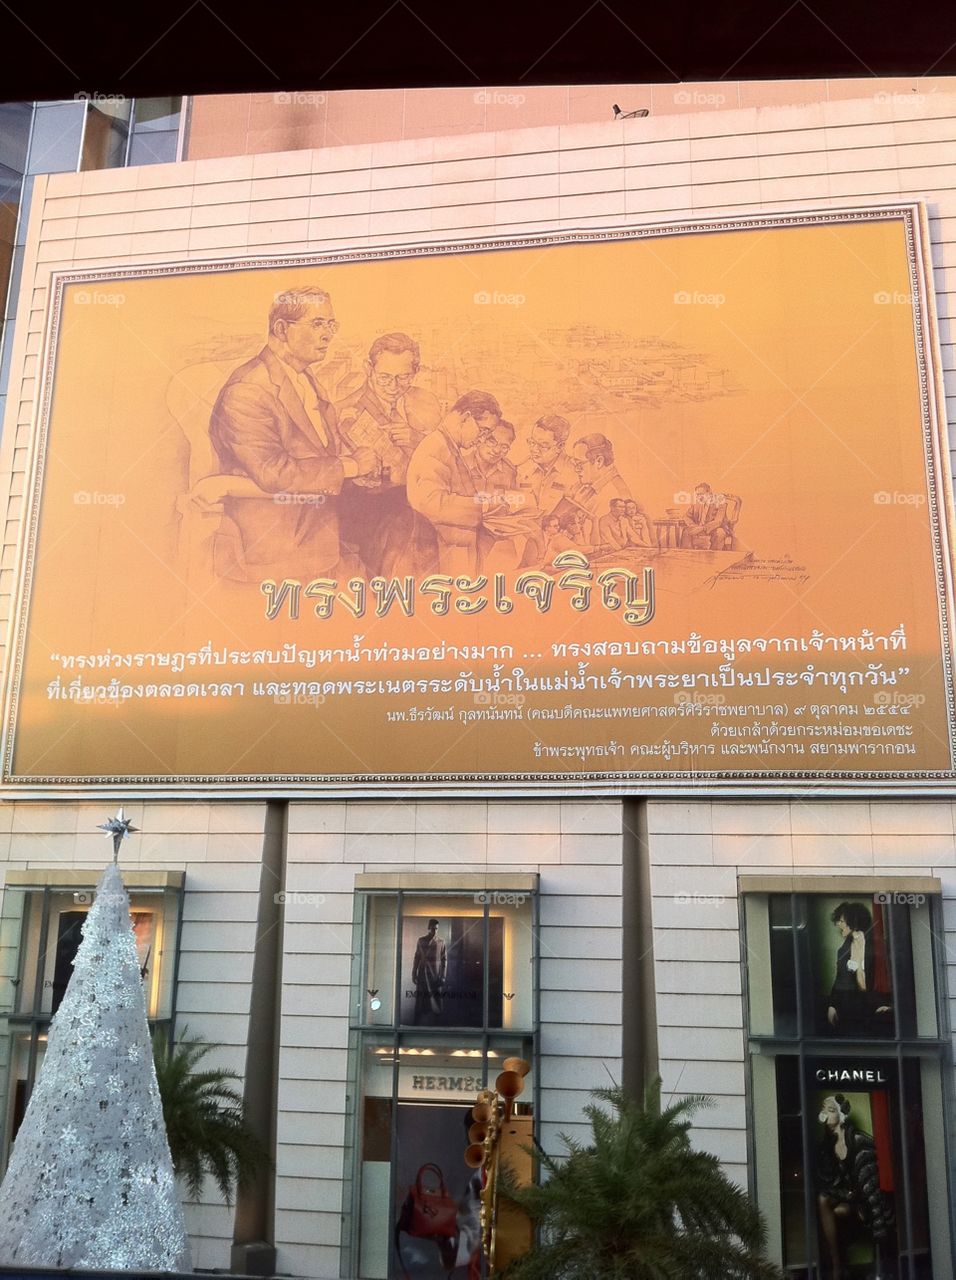 ทรงพระเจริญ
“ทรงห่วงราษฎรที่ประสบปัญหาน้ำท่วมอย่างมาก ... ทรงสอบถามข้อมูลจากเจ้าหน้าที่
ที่เกี่ยวข้องตลอดเวลา และทอดพระเนตรระดับน้ำในแม่น้ำเจ้าพระยาเป็นประจำทุกวัน”
นพ.ธีรวัฒน์ กุลทนันทน์ (คณบดีคณะแพทยศาสตร์ศิริราชพยาบาล) ๙ ตุลาคม ๒๕๕๔
ด้วยเกล้าด้วยกระหม่อมขอเดชะ
ข้าพระพุทธเจ้า คณะผู้บริหาร และพนักงาน สยามพารากอน
EMPORIO ARMANI
HERMÈS
CHANEL
foap